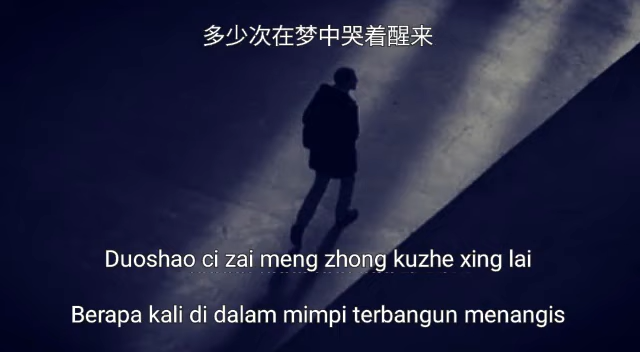 多少次在梦中哭着醒来
Duoshao ci zai meng zhong kuzhe xing lai
Berapa kali di dalam mimpi terbangun menangis